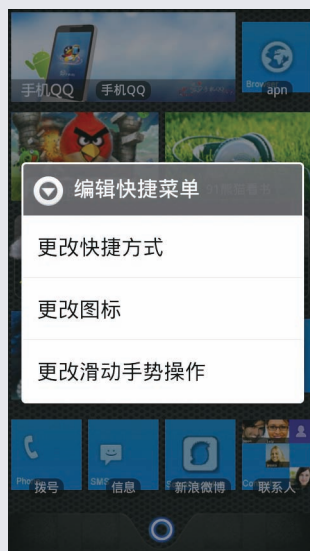 手机QQ
手机QQ
apn
编辑快捷菜单
更改快捷方式
更改图标
更改滑动手势操作
拨号
SMS
信息
新浪微博
联系人